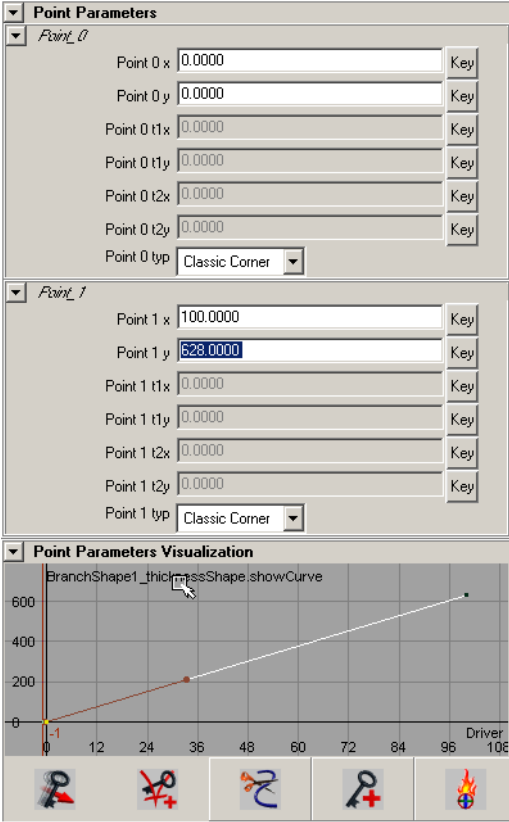 Point Parameters
Point_0
Point 0 x 0.0000 Key
Point 0 y 0.0000 Key
Point 0 t1x 0.0000 Key
Point 0 t1y 0.0000 Key
Point 0 t2x 0.0000 Key
Point 0 t2y 0.0000 Key
Point 0 typ Classic Corner
Point_1
Point 1 x 100.0000 Key
Point 1 y 628.0000 Key
Point 1 t1x 0.0000 Key
Point 1 t1y 0.0000 Key
Point 1 t2x 0.0000 Key
Point 1 t2y 0.0000 Key
Point 1 typ Classic Corner
Point Parameters Visualization
BranchShape1_thicknessShape.showCurve
600
400
200
0
-1 Driver
0 12 24 36 48 60 72 84 96 108